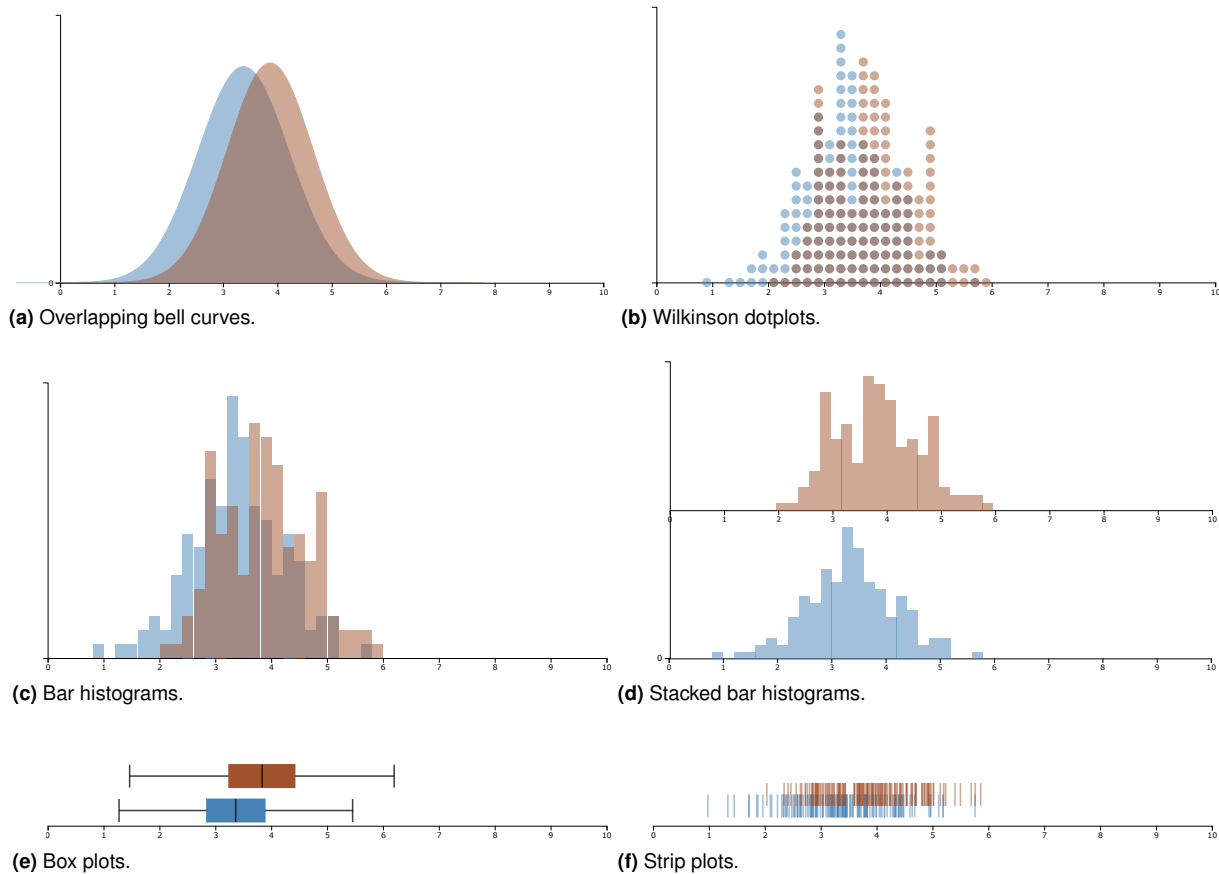 0
0 1 2 3 4 5 6 7 8 9 10
(a) Overlapping bell curves.
0 1 2 3 4 5 6 7 8 9 10
(b) Wilkinson dotplots.
0 1 2 3 4 5 6 7 8 9 10
(c) Bar histograms.
0 1 2 3 4 5 6 7 8 9 10
0
0 1 2 3 4 5 6 7 8 9 10
(d) Stacked bar histograms.
0 1 2 3 4 5 6 7 8 9 10
(e) Box plots.
0 1 2 3 4 5 6 7 8 9 10
(f) Strip plots.